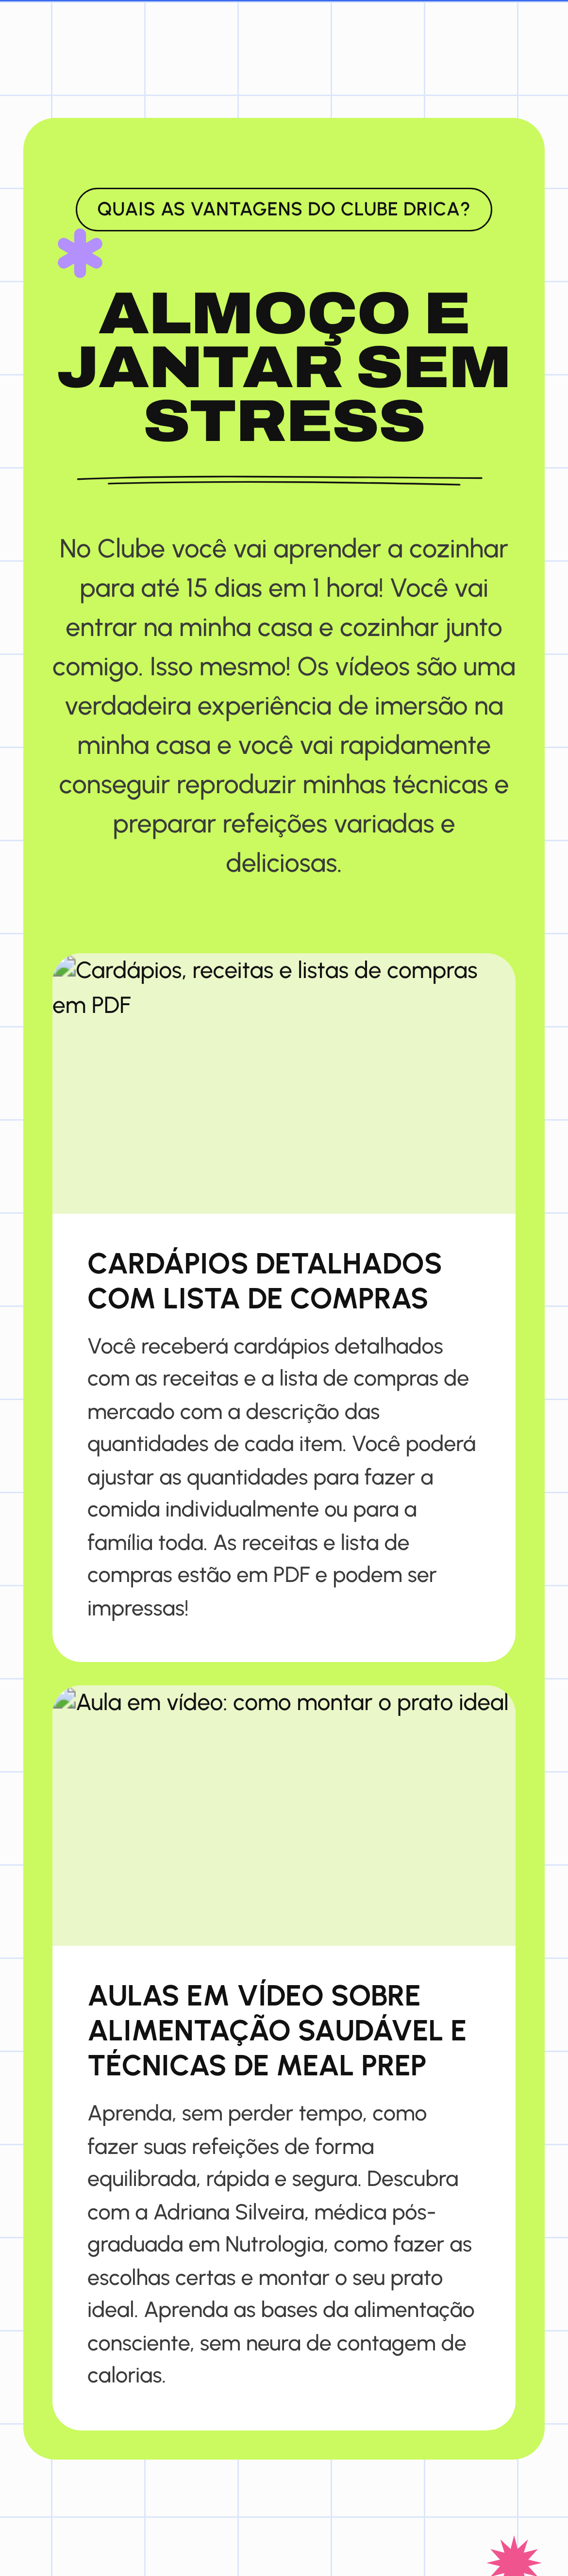 QUAIS AS VANTAGENS DO CLUBE DRICA?
ALMOÇO E
JANTAR SEM
STRESS
No Clube você vai aprender a cozinhar
para até 15 dias em 1 hora! Você vai
entrar na minha casa e cozinhar junto
comigo. Isso mesmo! Os vídeos são uma
verdadeira experiência de imersão na
minha casa e você vai rapidamente
conseguir reproduzir minhas técnicas e
preparar refeições variadas e
deliciosas.
Cardápios, receitas e listas de compras
em PDF
CARDÁPIOS DETALHADOS
COM LISTA DE COMPRAS
Você receberá cardápios detalhados
com as receitas e a lista de compras de
mercado com a descrição das
quantidades de cada item. Você poderá
ajustar as quantidades para fazer a
comida individualmente ou para a
família toda. As receitas e lista de
compras estão em PDF e podem ser
impressas!
Aula em vídeo: como montar o prato ideal
AULAS EM VÍDEO SOBRE
ALIMENTAÇÃO SAUDÁVEL E
TÉCNICAS DE MEAL PREP
Aprenda, sem perder tempo, como
fazer suas refeições de forma
equilibrada, rápida e segura. Descubra
com a Adriana Silveira, médica pós-
graduada em Nutrologia, como fazer as
escolhas certas e montar o seu prato
ideal. Aprenda as bases da alimentação
consciente, sem neura de contagem de
calorias.